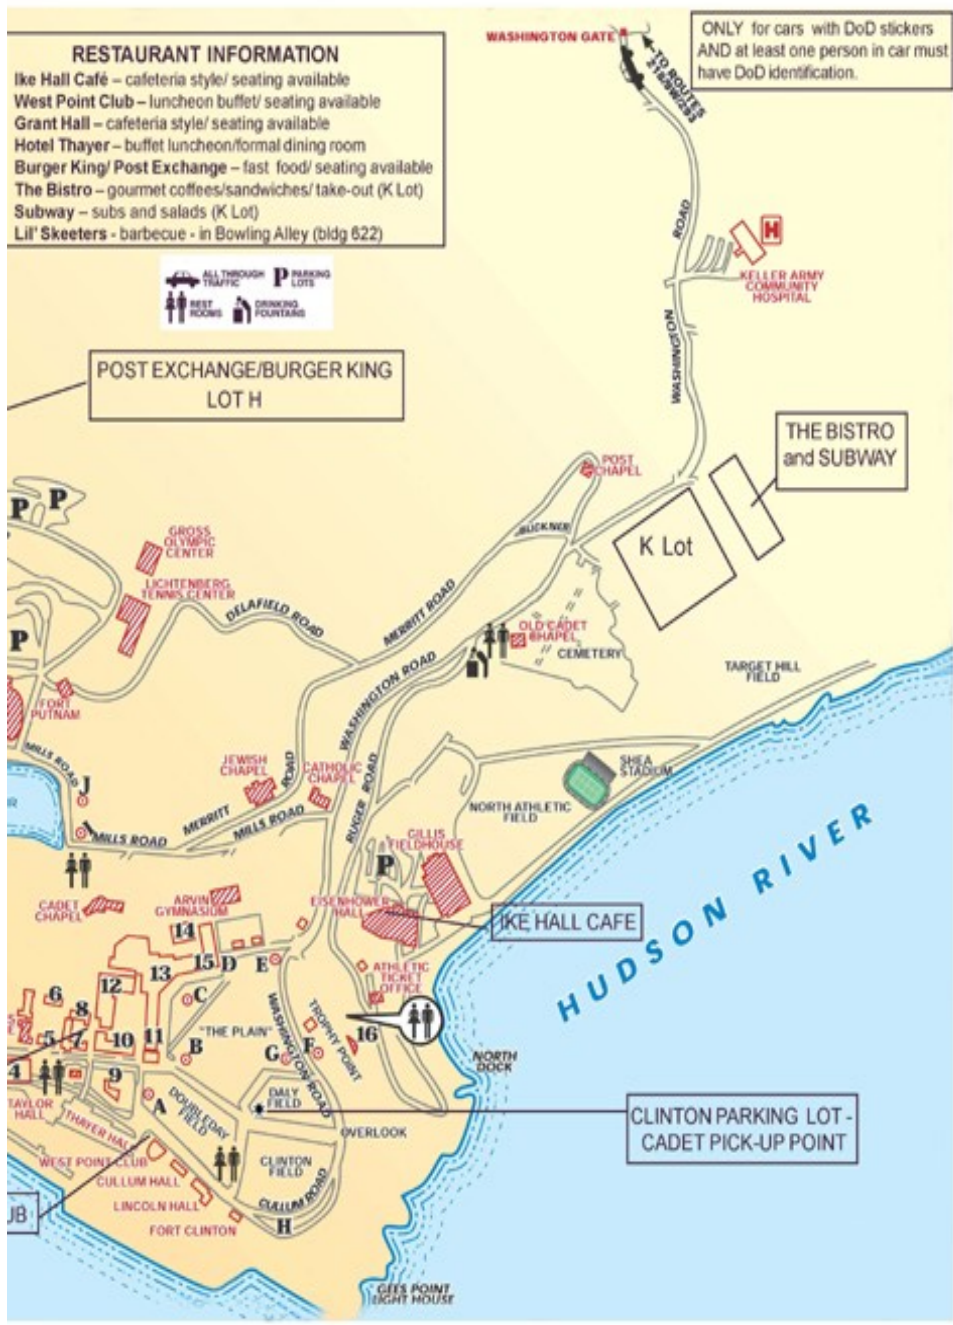 RESTAURANT INFORMATION
Ike Hall Café – cafeteria style/ seating available
West Point Club – luncheon buffet/ seating available
Grant Hall – cafeteria style/ seating available
Hotel Thayer – buffet luncheon/formal dining room
Burger King/ Post Exchange – fast food/ seating available
The Bistro – gourmet coffees/sandwiches/ take-out (K Lot)
Subway – subs and salads (K Lot)
Lil' Skeeters - barbecue - in Bowling Alley (bldg 622)
WASHINGTON GATE
TO ROUTES
218/9W/293
ONLY for cars with DoD stickers
AND at least one person in car must
have DoD identification.
ALL THROUGH
TRAFFIC
P PARKING
LOTS
REST
ROOMS
DRINKING
FOUNTAINS
WASHINGTON ROAD
H
KELLER ARMY
COMMUNITY
HOSPITAL
POST EXCHANGE/BURGER KING
LOT H
THE BISTRO
and SUBWAY
POST
CHAPEL
BUCKNER
K Lot
P
P
GROSS
OLYMPIC
CENTER
LICHTENBERG
TENNIS CENTER
DELAFIELD ROAD
MERRITT ROAD
P
OLD CADET
CHAPEL
CEMETERY
WASHINGTON ROAD
TARGET HILL
FIELD
FORT
PUTNAM
MILLS ROAD
J
JEWISH
CHAPEL
CATHOLIC
CHAPEL
RUGER ROAD
SHEA
STADIUM
NORTH ATHLETIC
FIELD
I
MILLS ROAD
MERRITT ROAD
MILLS ROAD
GILLIS
FIELDHOUSE
P
CADET
CHAPEL
ARVIN
GYMNASIUM
EISENHOWER
HALL
IKE HALL CAFE
HUDSON RIVER
14
15
D
E
13
12
ATHLETIC
TICKET
OFFICE
6
C
8
5
7
10
11
"THE PLAIN"
B
WASHINGTON ROAD
G
F
TROPHY POINT
16
NORTH
DOCK
4
9
A
TAYLOR
HALL
THAYER HALL
DOUBLEDAY
FIELD
DALY
FIELD
OVERLOOK
CLINTON PARKING LOT -
CADET PICK-UP POINT
WEST POINT CLUB
CULLUM HALL
LINCOLN HALL
FORT CLINTON
CLINTON
FIELD
CULLUM ROAD
H
UB
GEES POINT
LIGHT HOUSE